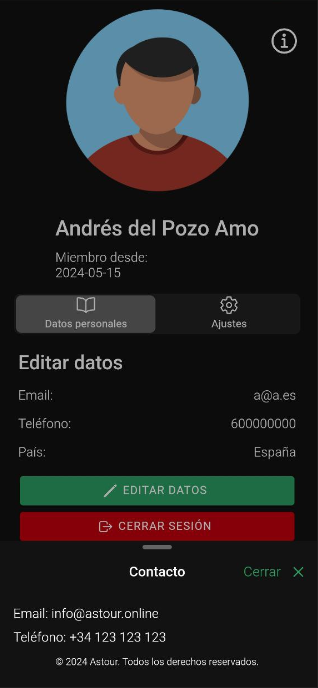 Andrés del Pozo Amo
Miembro desde:
2024-05-15
Datos personales
Ajustes
Editar datos
Email: a@a.es
Teléfono: 600000000
País: España
EDITAR DATOS
CERRAR SESIÓN
Contacto
Cerrar
Email: info@astour.online
Teléfono: +34 123 123 123
© 2024 Astour. Todos los derechos reservados.